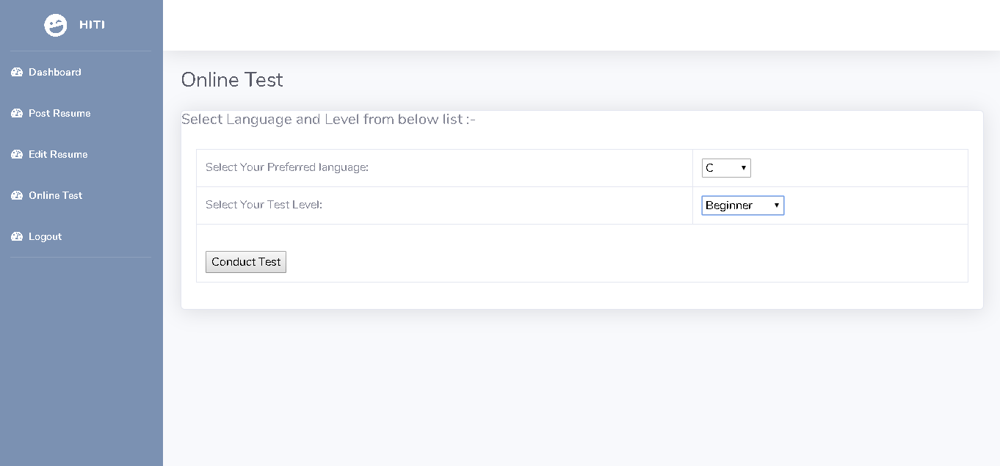 HITI
Dashboard
Post Resume
Edit Resume
Online Test
Logout
Online Test
Select Language and Level from below list :-
Select Your Preferred language:
C
Select Your Test Level:
Beginner
Conduct Test